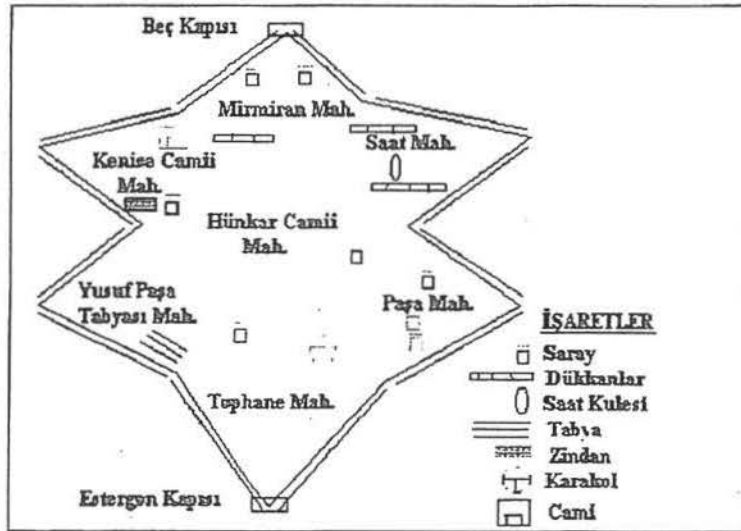 Beç Kapısı
Mirmiran Mah.
Saat Mah.
Kenisa Camii
Mah.
Hünkar Camii
Mah.
Yusuf Paşa
Tabyası Mah.
Paşa Mah.
Tophane Mah.
Estergon Kapısı
İŞARETLER
Saray
Dükkanlar
Saat Kulesi
Tabya
Zindan
Karakol
Cami